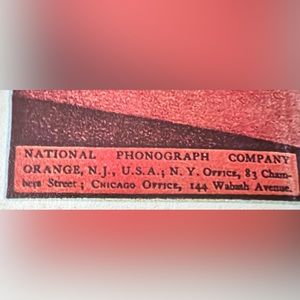 NATIONAL PHONOGRAPH COMPANY
ORANGE, N.J., U.S.A.; N.Y. OFFICE, 83 Cham-
bers Street; CHICAGO OFFICE, 144 Wabash Avenue.